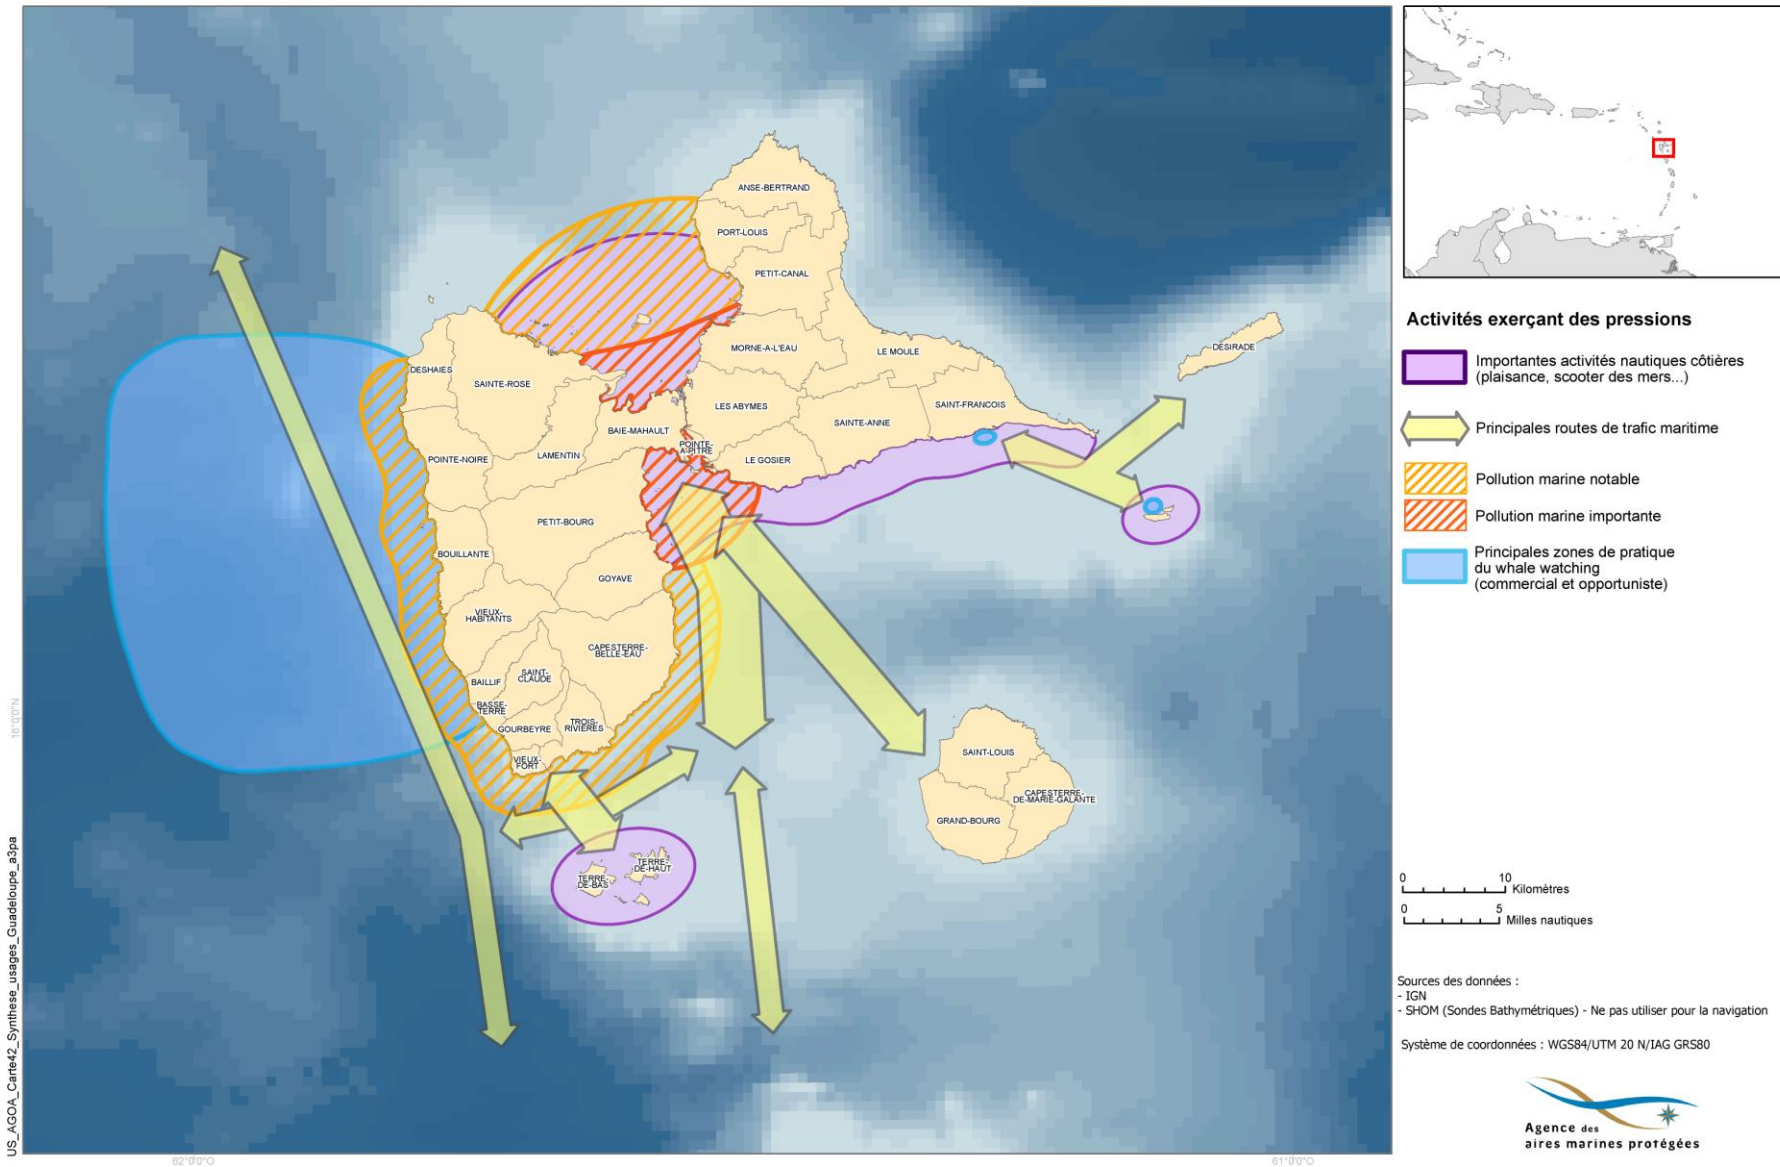 ANSE-BERTRAND
PORT-LOUIS
PETIT-CANAL
DESHAIES
SAINTE-ROSE
MORNE-A-L'EAU
LE MOULE
DESIRADE
LES ABYMES
SAINTE-ANNE
SAINT-FRANCOIS
BAIE-MAHAULT
POINTE-
A-PITRE
LE GOSIER
POINTE-NOIRE
LAMENTIN
PETIT-BOURG
BOUILLANTE
GOYAVE
VIEUX-
HABITANTS
CAPESTERRE-
BELLE-EAU
SAINT-
CLAUDE
BAILLIF
BASSE-
TERRE
GOURBEYRE
TROIS-
RIVIERES
VIEUX-
FORT
SAINT-LOUIS
CAPESTERRE-
DE-MARIE-GALANTE
GRAND-BOURG
TERRE-
DE-HAUT
TERRE-
DE-BAS
16°0'0"N
62°0'0"O
61°0'0"O
US_AGOA_Carte42_Synthese_usages_Guadeloupe_a3pa
Activités exerçant des pressions
Importantes activités nautiques côtières
(plaisance, scooter des mers...)
Principales routes de trafic maritime
Pollution marine notable
Pollution marine importante
Principales zones de pratique
du whale watching
(commercial et opportuniste)
0 10
Kilomètres
0 5
Milles nautiques
Sources des données :
- IGN
- SHOM (Sondes Bathymétriques) - Ne pas utiliser pour la navigation
Système de coordonnées : WGS84/UTM 20 N/IAG GRS80
Agence des
aires marines protégées